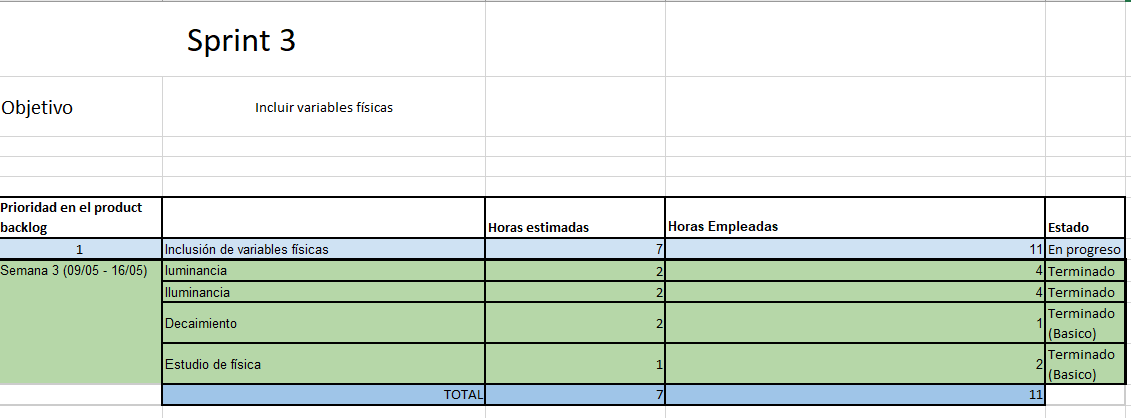 Sprint 3
Objetivo Incluir variables físicas
Prioridad en el product
backlog Horas estimadas Horas Empleadas Estado
1 Inclusión de variables físicas 7 11 En progreso
Semana 3 (09/05 - 16/05) luminancia 2 4 Terminado
Iluminancia 2 4 Terminado
Decaimiento 2 1 Terminado
(Basico)
Estudio de física 1 2 Terminado
(Basico)
TOTAL 7 11